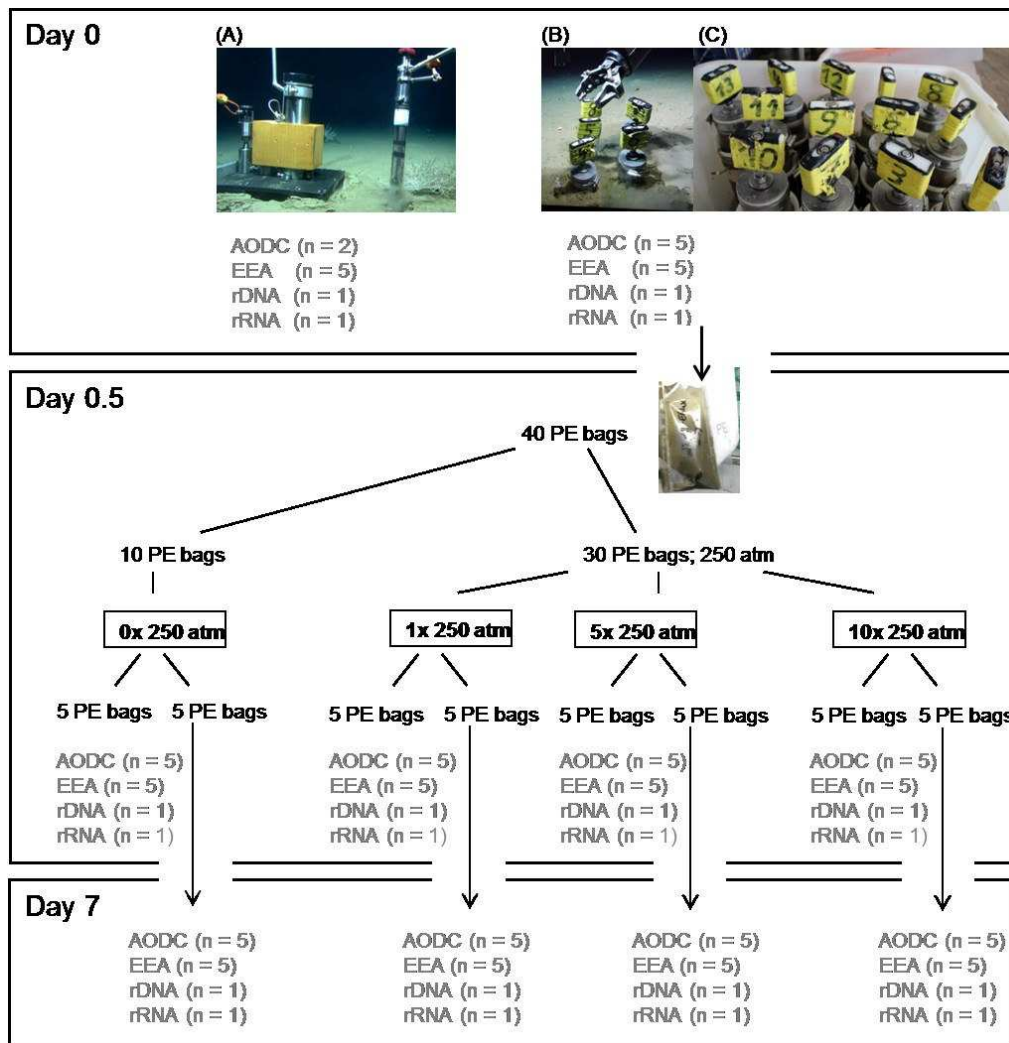 Day 0
(A)
(B)
(C)
13
12
8
11
9
8
3
AODC (n = 2)
EEA (n = 5)
rDNA (n = 1)
rRNA (n = 1)
AODC (n = 5)
EEA (n = 5)
rDNA (n = 1)
rRNA (n = 1)
Day 0.5
PE
40 PE bags
10 PE bags
30 PE bags; 250 atm
0x 250 atm
1x 250 atm
5x 250 atm
10x 250 atm
5 PE bags 5 PE bags
5 PE bags 5 PE bags
5 PE bags 5 PE bags
5 PE bags 5 PE bags
AODC (n = 5)
EEA (n = 5)
rDNA (n = 1)
rRNA (n = 1)
AODC (n = 5)
EEA (n = 5)
rDNA (n = 1)
rRNA (n = 1)
AODC (n = 5)
EEA (n = 5)
rDNA (n = 1)
rRNA (n = 1)
AODC (n = 5)
EEA (n = 5)
rDNA (n = 1)
rRNA (n = 1)
Day 7
AODC (n = 5)
EEA (n = 5)
rDNA (n = 1)
rRNA (n = 1)
AODC (n = 5)
EEA (n = 5)
rDNA (n = 1)
rRNA (n = 1)
AODC (n = 5)
EEA (n = 5)
rDNA (n = 1)
rRNA (n = 1)
AODC (n = 5)
EEA (n = 5)
rDNA (n = 1)
rRNA (n = 1)